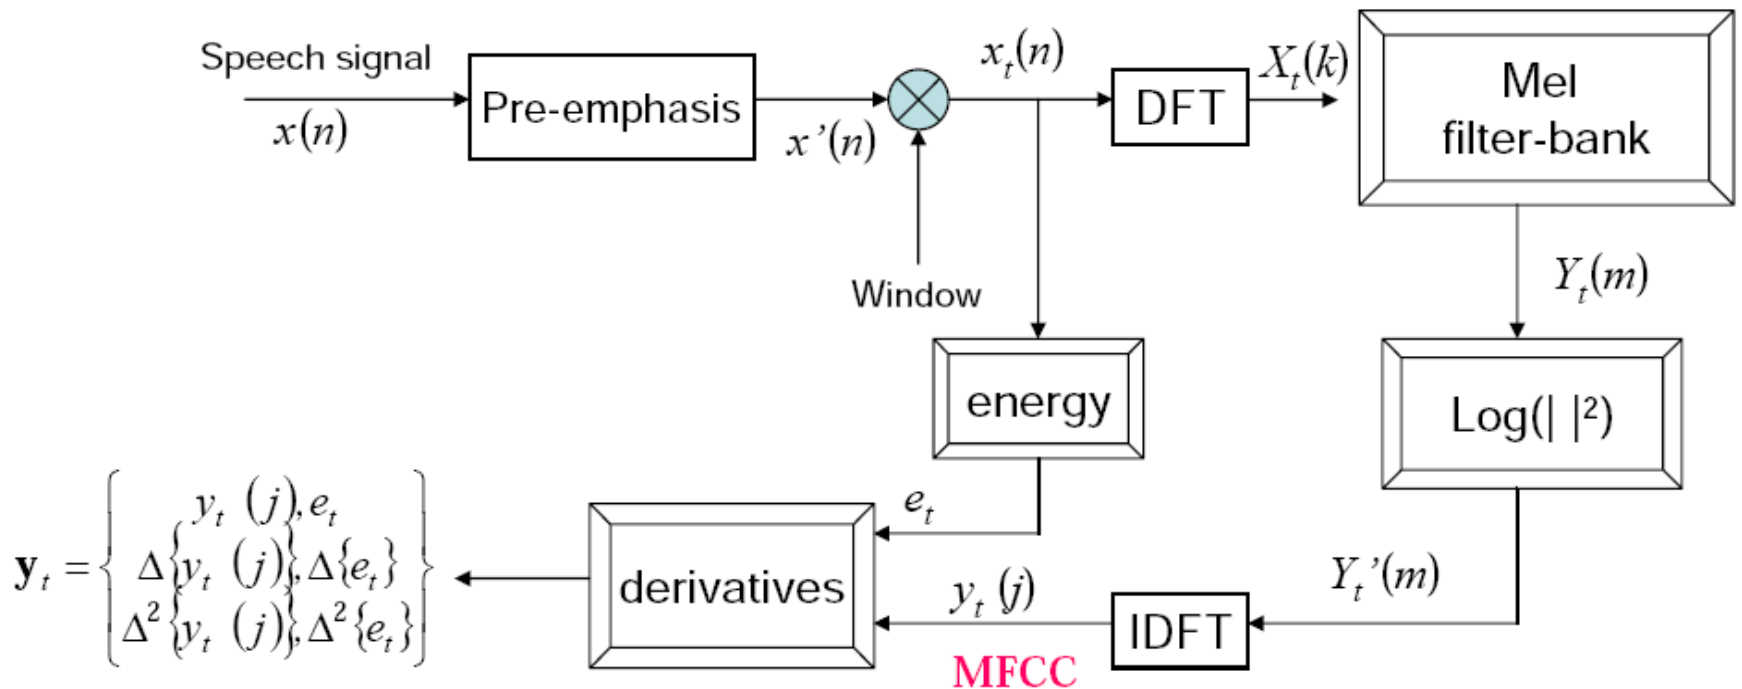 Speech signal
x(n)
Pre-emphasis
x’(n)
Window
x_t(n)
DFT
X_t(k)
Mel
filter-bank
Y_t(m)
Log(| |²)
Y_t’(m)
IDFT
y_t (j)
MFCC
energy
e_t
derivatives
y_t = { y_t (j), e_t
Δ{y_t (j)}, Δ{e_t}
Δ²{y_t (j)}, Δ²{e_t} }